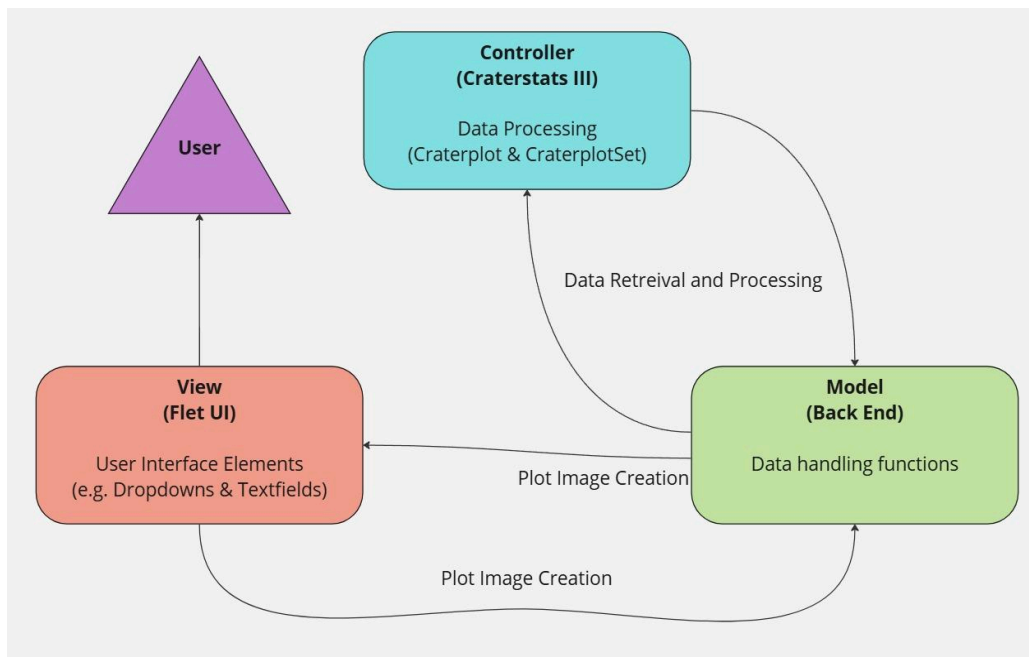 Controller
(Craterstats III)
Data Processing
(Craterplot & CraterplotSet)
User
Data Retreival and Processing
View
(Flet UI)
User Interface Elements
(e.g. Dropdowns & Textfields)
Model
(Back End)
Data handling functions
Plot Image Creation
Plot Image Creation